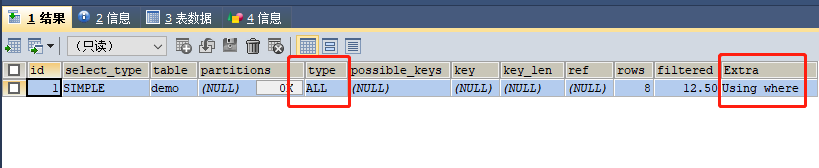 1 结果 2 信息 3 表数据 4 信息
（只读）
id select_type table partitions type possible_keys key key_len ref rows filtered Extra
1 SIMPLE demo (NULL) 0K ALL (NULL) (NULL) (NULL) (NULL) 8 12.50 Using where